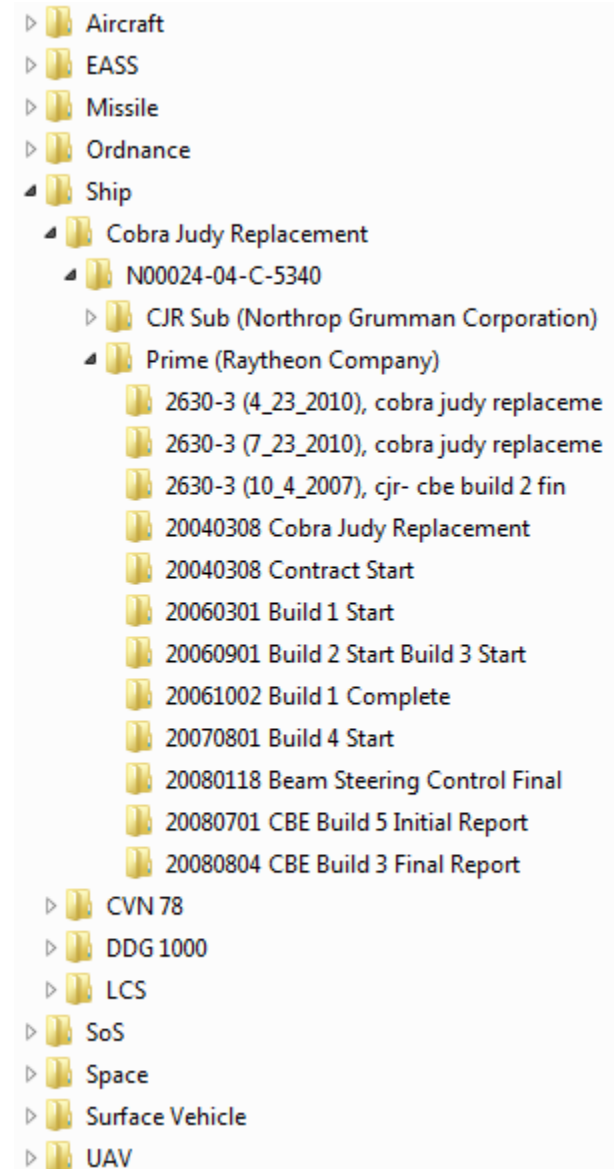 Aircraft
EASS
Missile
Ordnance
Ship
Cobra Judy Replacement
N00024-04-C-5340
CJR Sub (Northrop Grumman Corporation)
Prime (Raytheon Company)
2630-3 (4_23_2010), cobra judy replaceme
2630-3 (7_23_2010), cobra judy replaceme
2630-3 (10_4_2007), cjr- cbe build 2 fin
20040308 Cobra Judy Replacement
20040308 Contract Start
20060301 Build 1 Start
20060901 Build 2 Start Build 3 Start
20061002 Build 1 Complete
20070801 Build 4 Start
20080118 Beam Steering Control Final
20080701 CBE Build 5 Initial Report
20080804 CBE Build 3 Final Report
CVN 78
DDG 1000
LCS
SoS
Space
Surface Vehicle
UAV